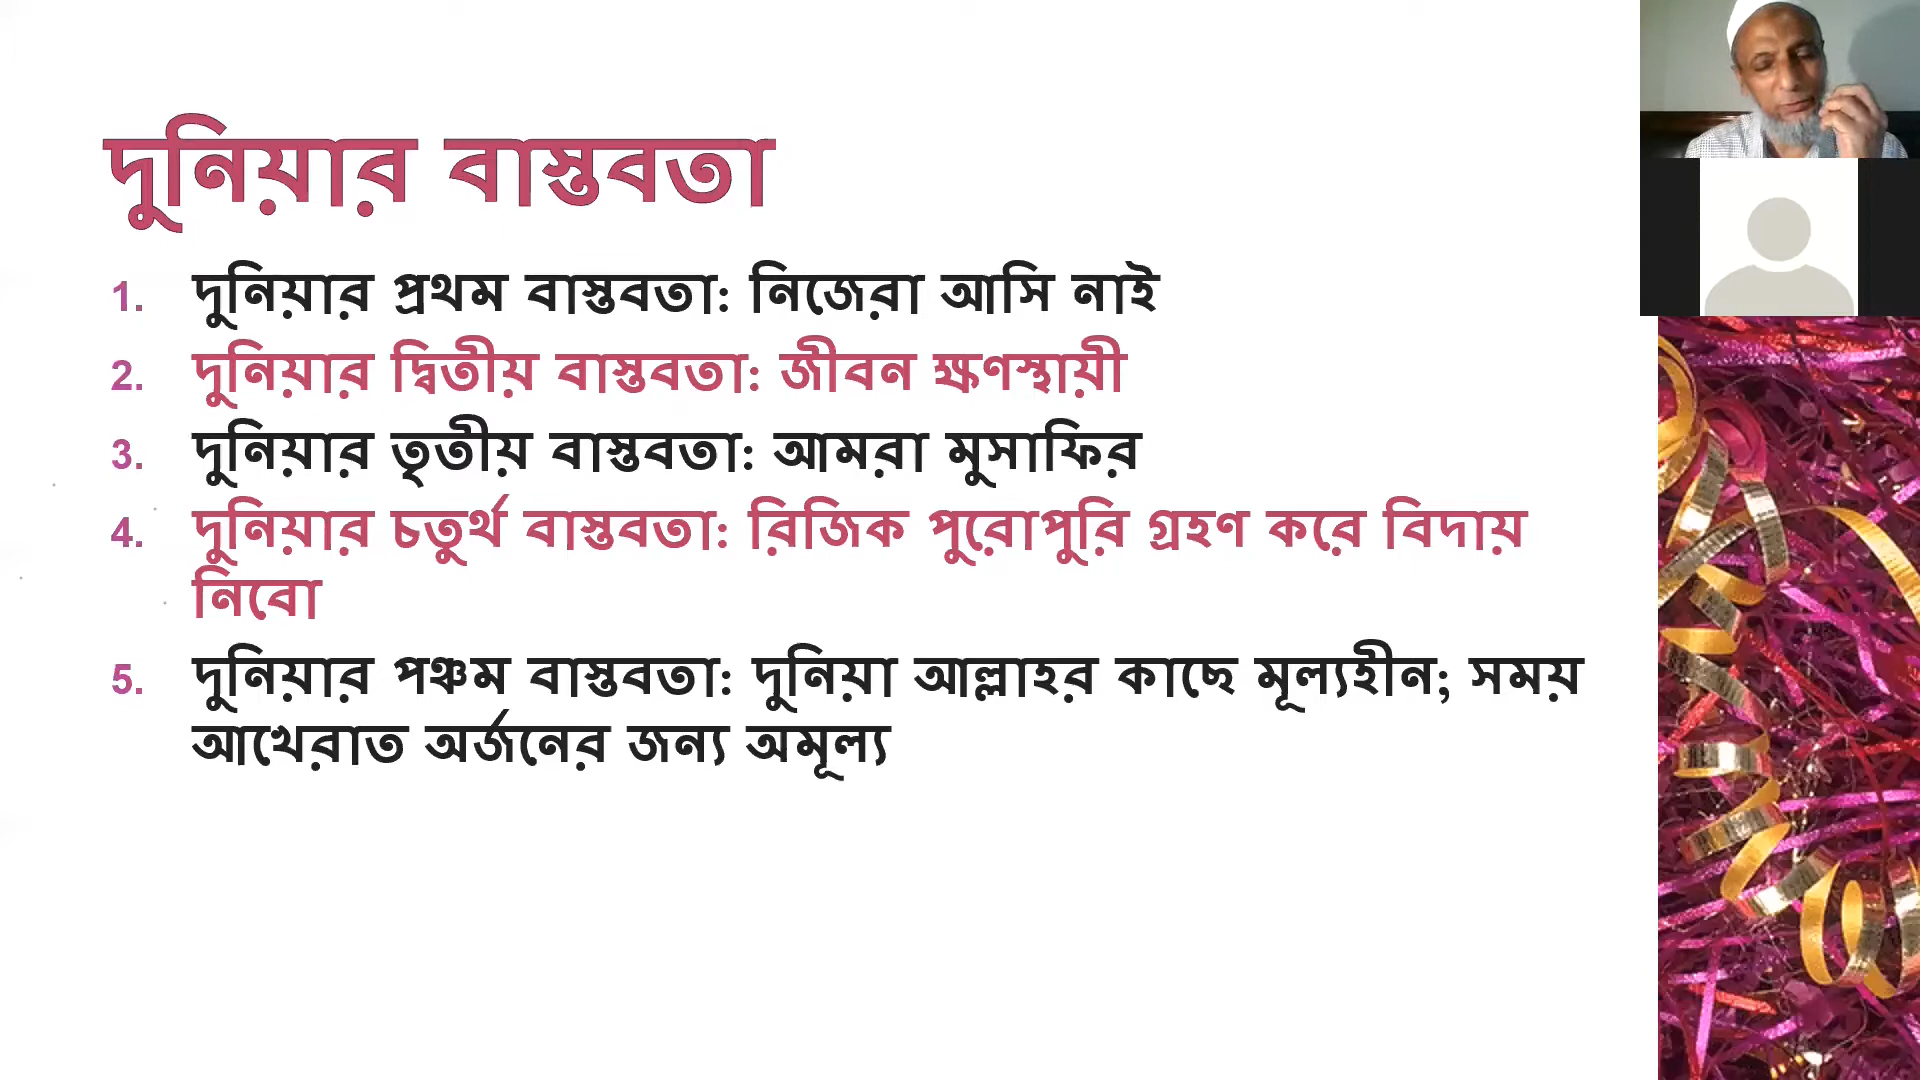 দুনিয়ার বাস্তবতা
1. দুনিয়ার প্রথম বাস্তবতা: নিজেরা আসি নাই
2. দুনিয়ার দ্বিতীয় বাস্তবতা: জীবন ক্ষণস্থায়ী
3. দুনিয়ার তৃতীয় বাস্তবতা: আমরা মুসাফির
4. দুনিয়ার চতুর্থ বাস্তবতা: রিজিক পুরোপুরি গ্রহণ করে বিদায়
নিবো
5. দুনিয়ার পঞ্চম বাস্তবতা: দুনিয়া আল্লাহর কাছে মূল্যহীন; সময়
আখেরাত অর্জনের জন্য অমূল্য